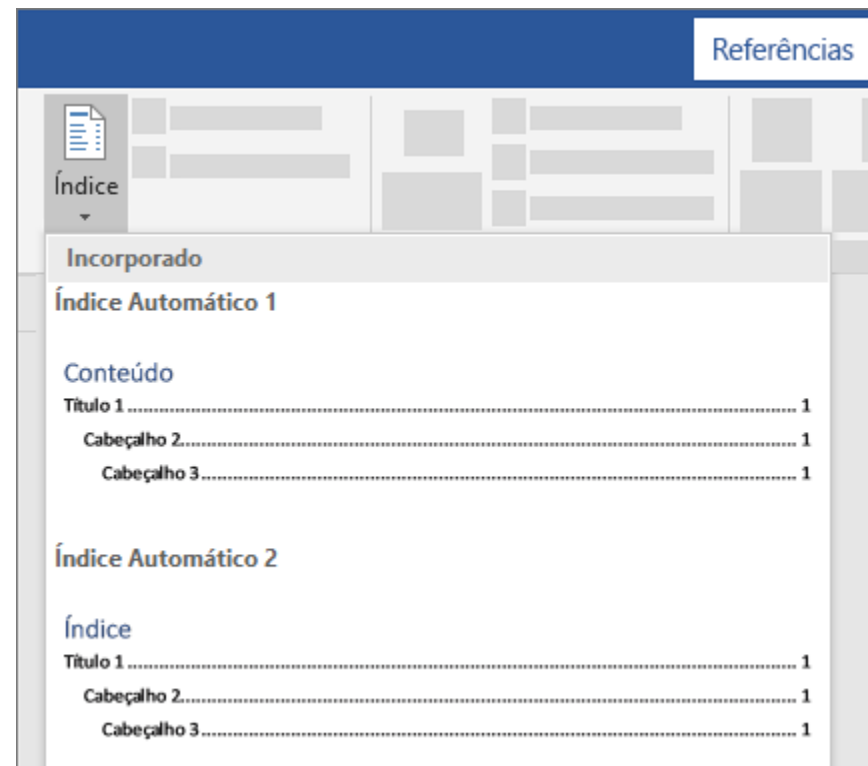 Referências
Índice
Incorporado
Índice Automático 1
Conteúdo
Título 1 ........ 1
Cabeçalho 2 ........ 1
Cabeçalho 3 ........ 1
Índice Automático 2
Índice
Título 1 ........ 1
Cabeçalho 2 ........ 1
Cabeçalho 3 ........ 1